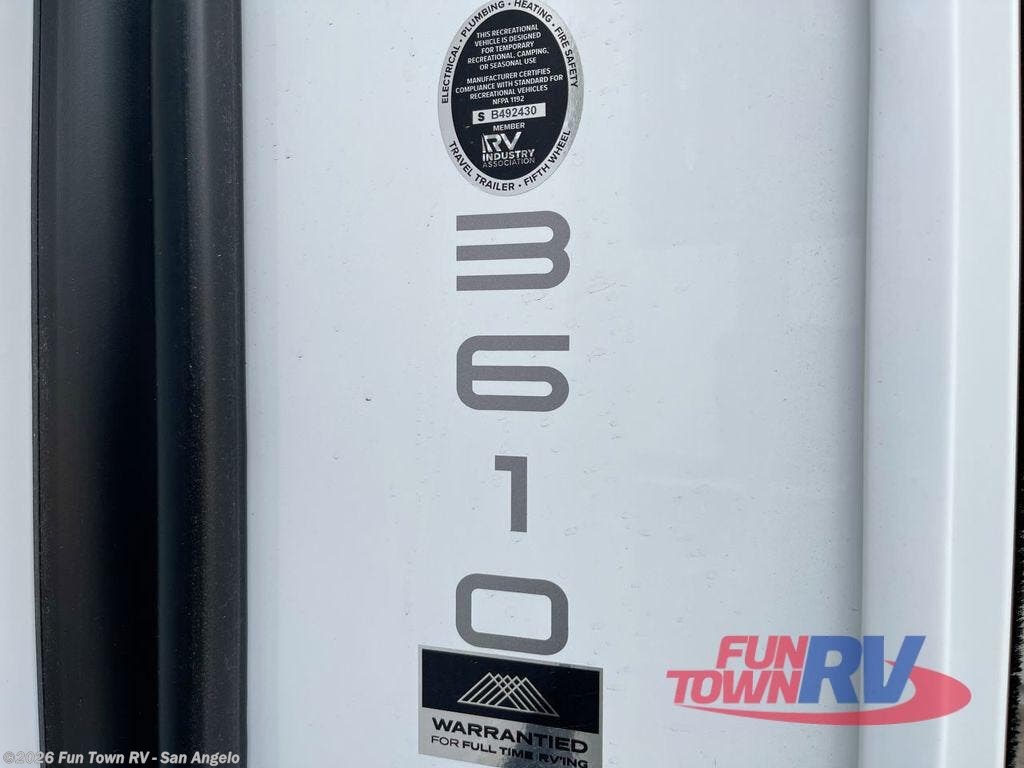 ELECTRICAL • PLUMBING • HEATING • FIRE SAFETY
THIS RECREATIONAL
VEHICLE IS DESIGNED
FOR TEMPORARY
RECREATIONAL, CAMPING,
OR SEASONAL USE
MANUFACTURER CERTIFIES
COMPLIANCE WITH STANDARD FOR
RECREATIONAL VEHICLES
NFPA 1192
S B492430
MEMBER
RV
INDUSTRY
ASSOCIATION
TRAVEL TRAILER • FIFTH WHEEL
3
6
1
0
WARRANTIED
FOR FULL TIME RV'ING
FUN
TOWN
RV
©2026 Fun Town RV - San Angelo